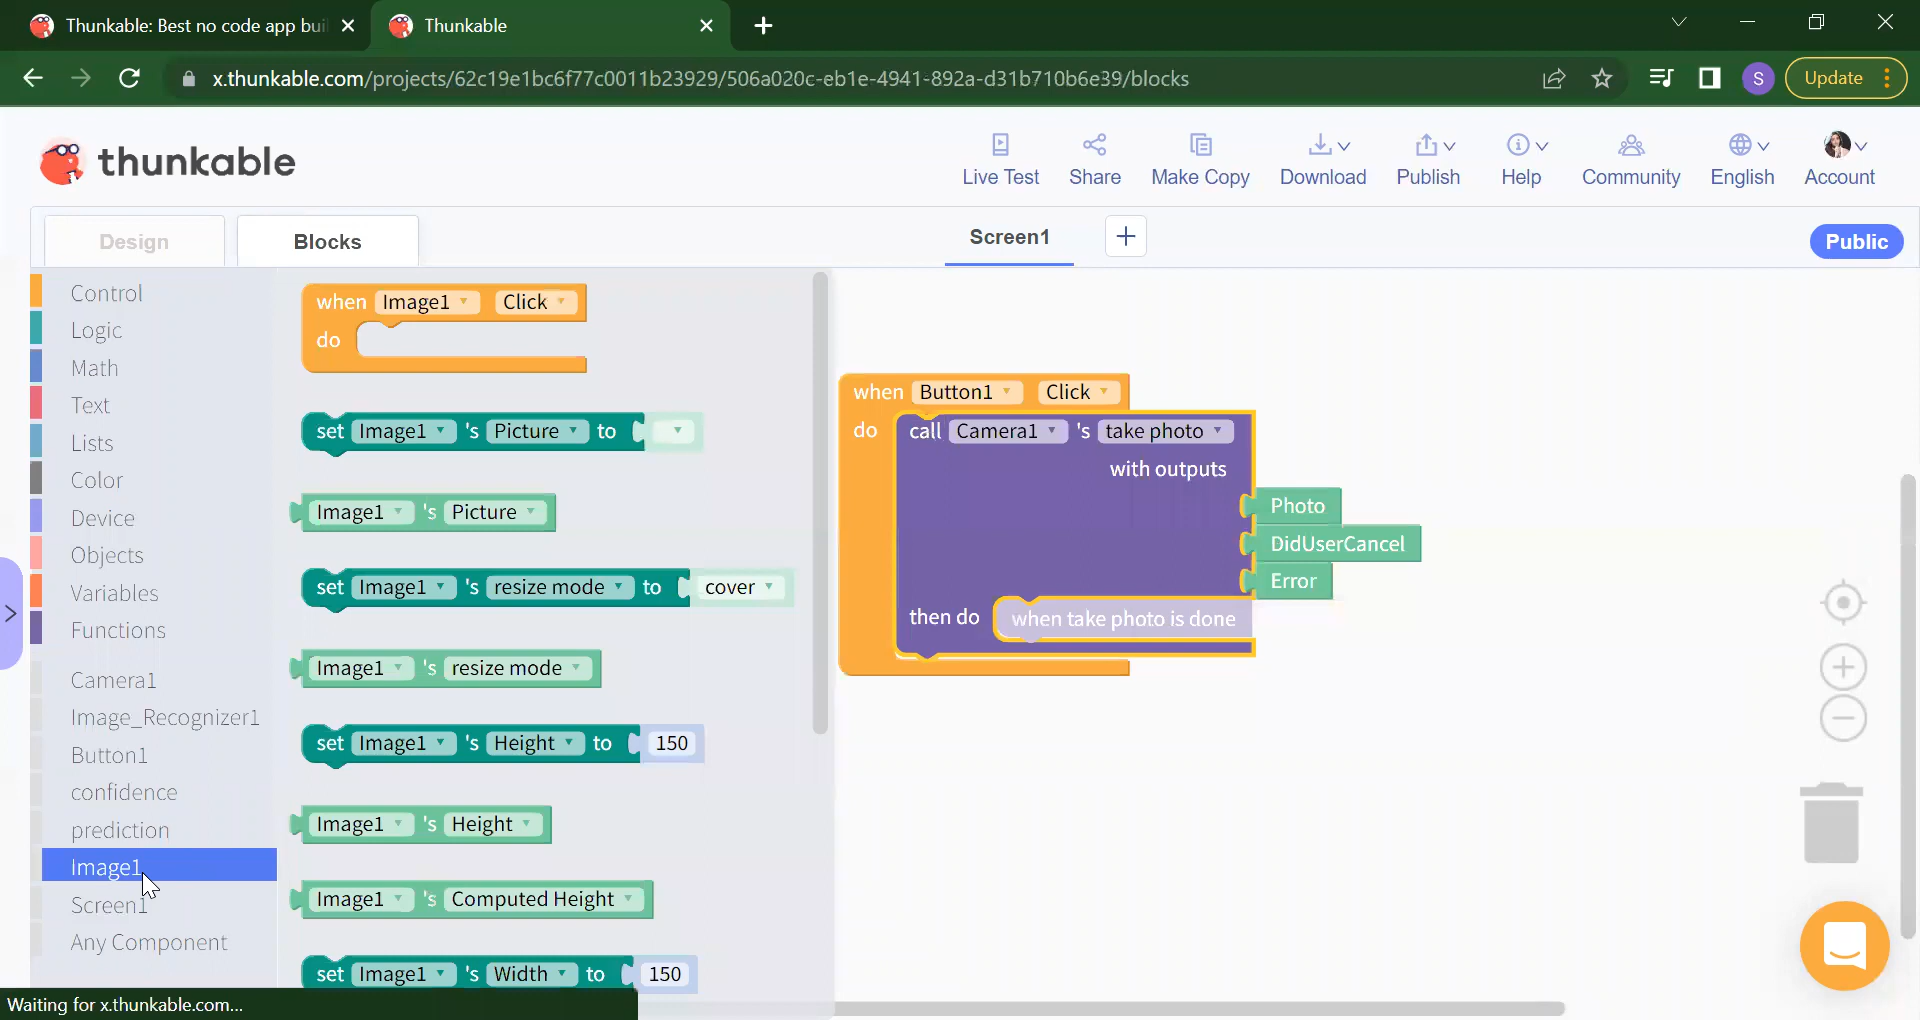 Thunkable: Best no code app bui
Thunkable
x.thunkable.com/projects/62c19e1bc6f77c0011b23929/506a020c-eb1e-4941-892a-d31b710b6e39/blocks
S
Update
thunkable
Live Test
Share
Make Copy
Download
Publish
Help
Community
English
Account
Design
Blocks
Screen1
Public
Control
Logic
Math
Text
Lists
Color
Device
Objects
Variables
Functions
Camera1
Image_Recognizer1
Button1
confidence
prediction
Image1
Screen1
Any Component
when Image1 Click
do
set Image1 's Picture to
Image1 's Picture
set Image1 's resize mode to cover
Image1 's resize mode
set Image1 's Height to 150
Image1 's Height
Image1 's Computed Height
set Image1 's Width to 150
when Button1 Click
do call Camera1 's take photo
with outputs
Photo
DidUserCancel
Error
then do when take photo is done
Waiting for x.thunkable.com...